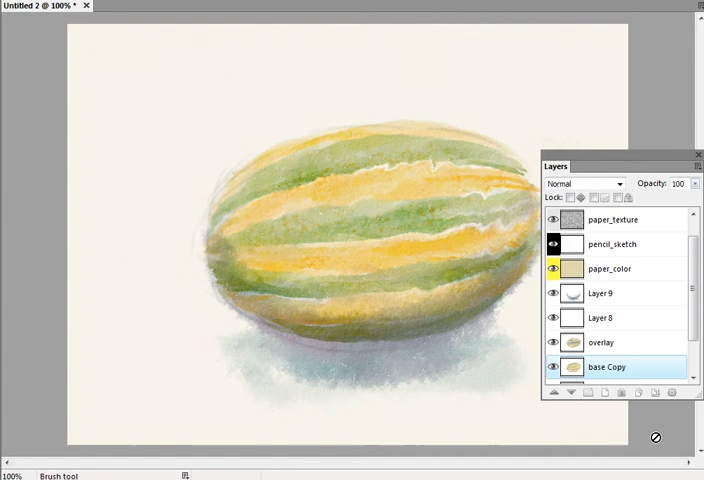 Untitled 2 @ 100% * ✕
Layers
Normal Opacity: 100
Lock:
paper_texture
pencil_sketch
paper_color
Layer 9
Layer 8
overlay
base Copy
100% Brush tool